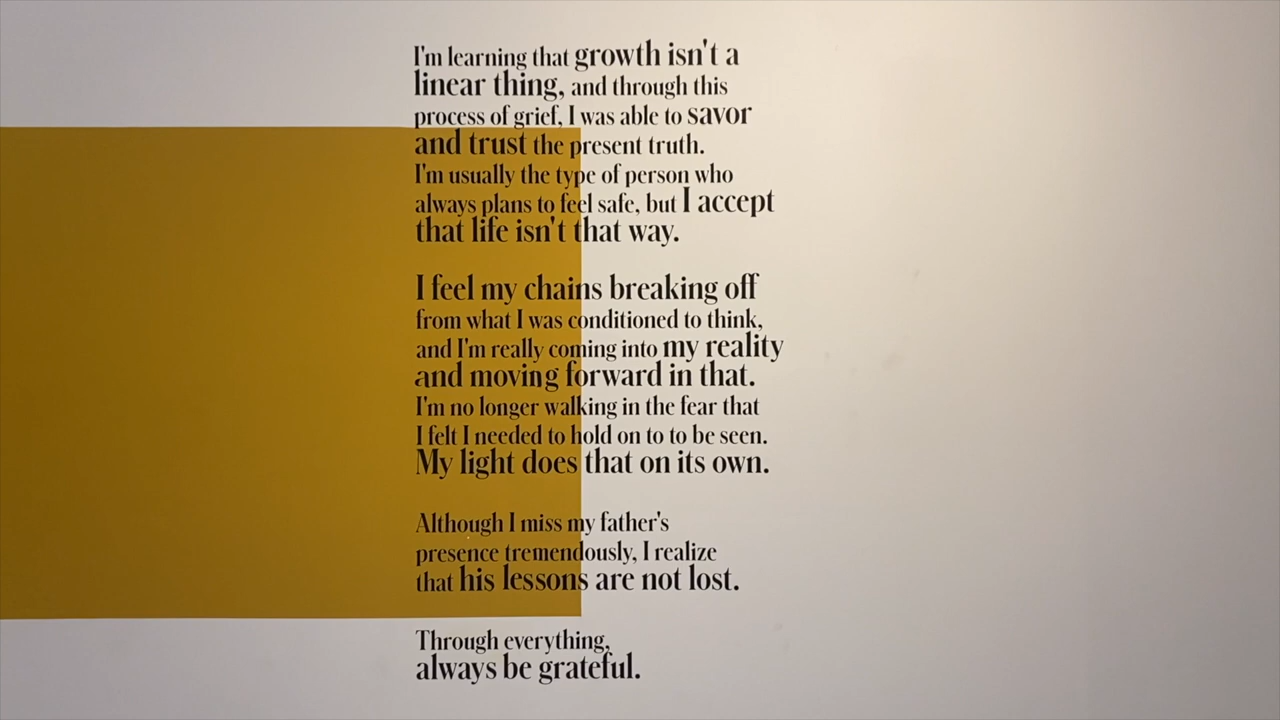 I'm learning that growth isn't a
linear thing, and through this
process of grief, I was able to savor
and trust the present truth.
I'm usually the type of person who
always plans to feel safe, but I accept
that life isn't that way.
I feel my chains breaking off
from what I was conditioned to think,
and I'm really coming into my reality
and moving forward in that.
I'm no longer walking in the fear that
I felt I needed to hold on to to be seen.
My light does that on its own.
Although I miss my father's
presence tremendously, I realize
that his lessons are not lost.
Through everything,
always be grateful.